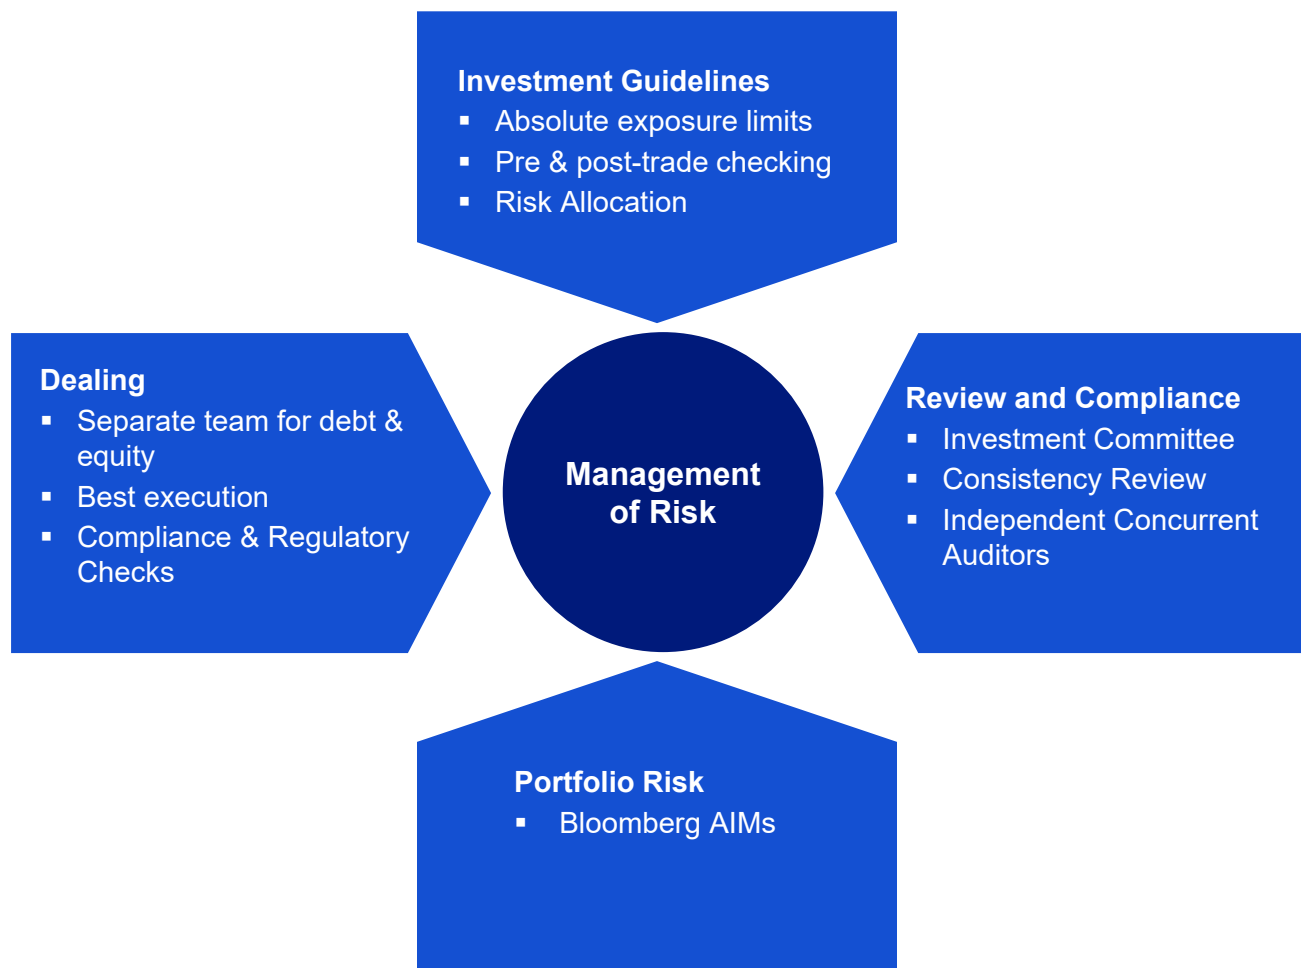 Investment Guidelines
▪ Absolute exposure limits
▪ Pre & post-trade checking
▪ Risk Allocation
Dealing
▪ Separate team for debt &
equity
▪ Best execution
▪ Compliance & Regulatory
Checks
Management
of Risk
Review and Compliance
▪ Investment Committee
▪ Consistency Review
▪ Independent Concurrent
Auditors
Portfolio Risk
▪ Bloomberg AIMs